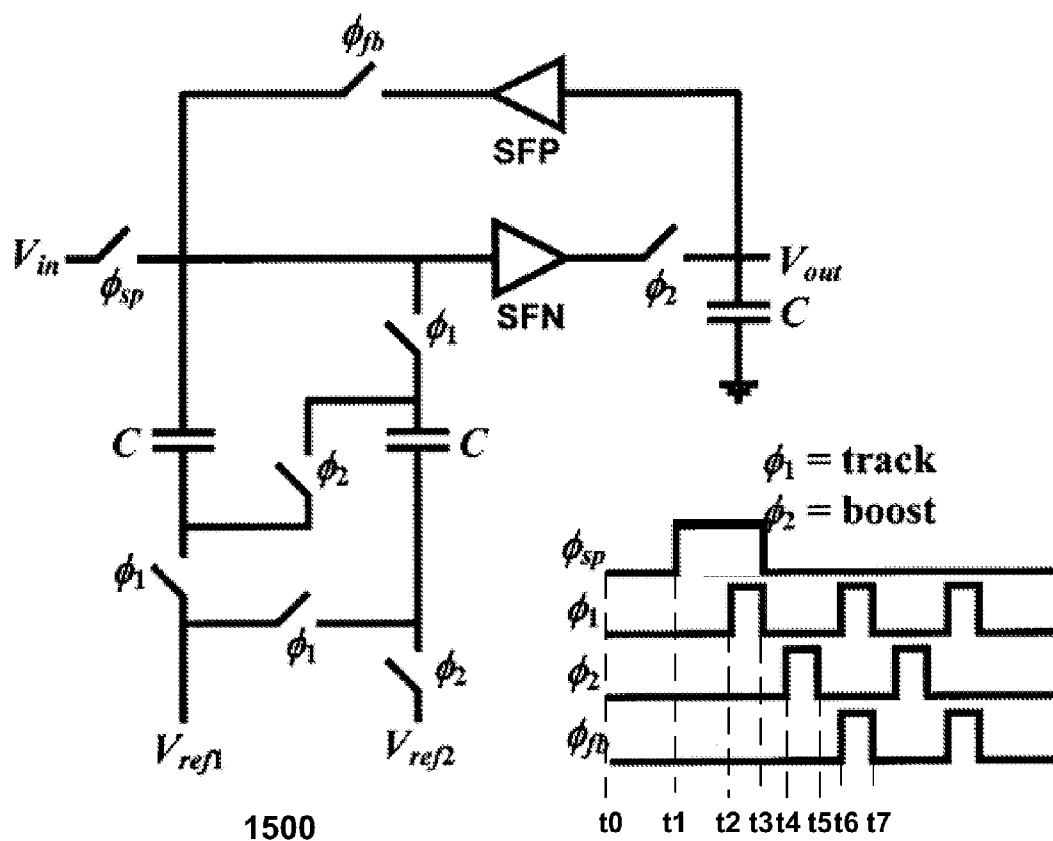 ϕfb
SFP
Vin
ϕsp
SFN
ϕ2
Vout
C
ϕ1
C
ϕ2
C
ϕ1
ϕ1
ϕ2
Vref1
Vref2
1500
ϕ1 = track
ϕ2 = boost
ϕsp
ϕ1
ϕ2
ϕfb
t0 t1 t2 t3 t4 t5 t6 t7